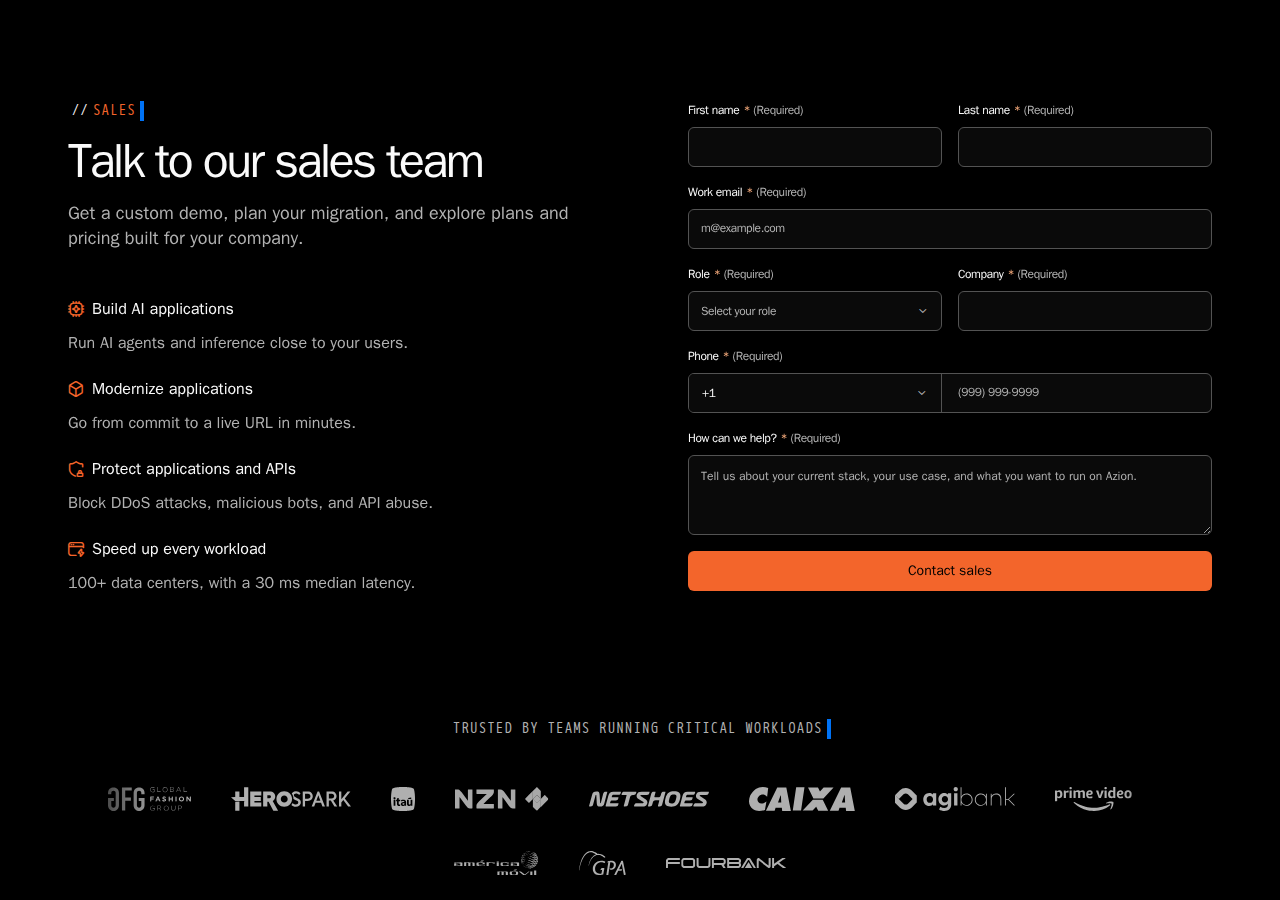 // SALES
Talk to our sales team
Get a custom demo, plan your migration, and explore plans and
pricing built for your company.
Build AI applications
Run AI agents and inference close to your users.
Modernize applications
Go from commit to a live URL in minutes.
Protect applications and APIs
Block DDoS attacks, malicious bots, and API abuse.
Speed up every workload
100+ data centers, with a 30 ms median latency.
First name * (Required)
Last name * (Required)
Work email * (Required)
m@example.com
Role * (Required)
Company * (Required)
Select your role
Phone * (Required)
+1
(999) 999-9999
How can we help? * (Required)
Tell us about your current stack, your use case, and what you want to run on Azion.
Contact sales
TRUSTED BY TEAMS RUNNING CRITICAL WORKLOADS
GFG GLOBAL
FASHION
GROUP
HEROSPARK
itaú
NZN
NETSHOES
CAIXA
agibank
prime video
américa
móvil
GPA
FOURBANK